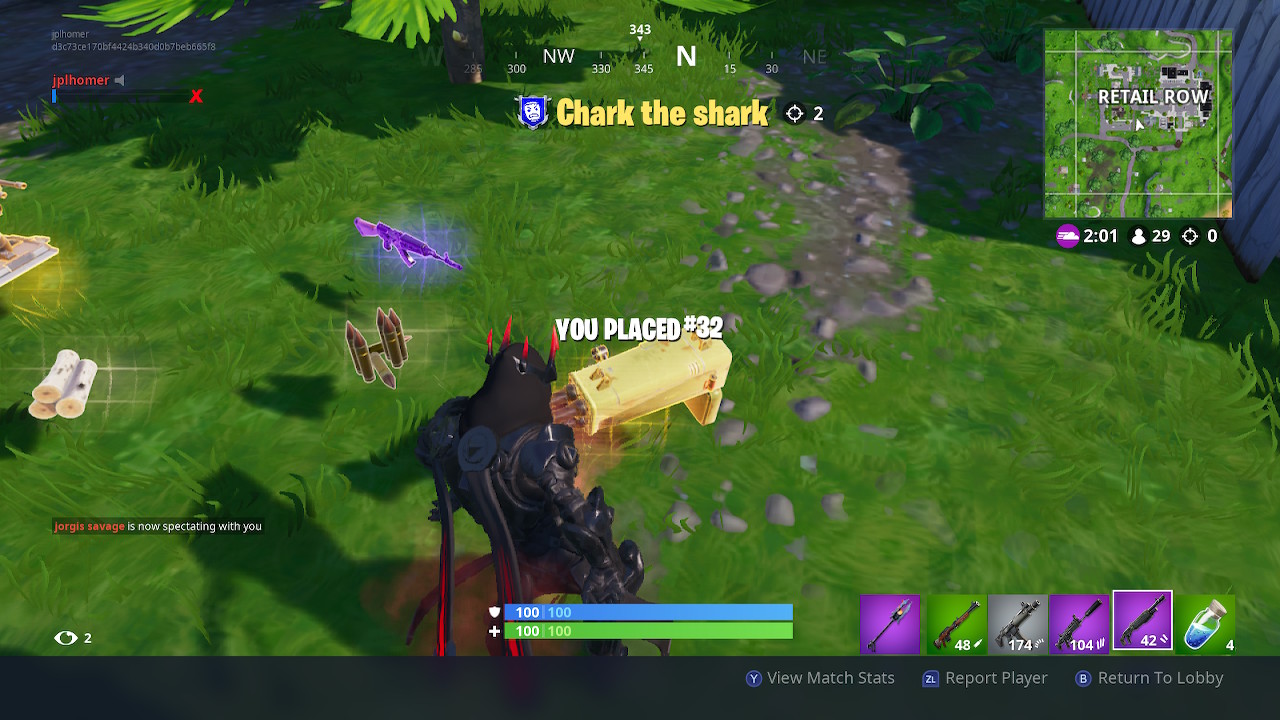 jplhomer
d3c73ce170bf4424b340d0b7beb665f8
jplhomer
X
343
W NW N NE
285 300 330 345 15 30
Chark the shark 2
RETAIL ROW
2:01 29 0
YOU PLACED #32
jorgis savage is now spectating with you
100 | 100
100 | 100
2
48 174 104 42 4
Y View Match Stats ZL Report Player B Return To Lobby